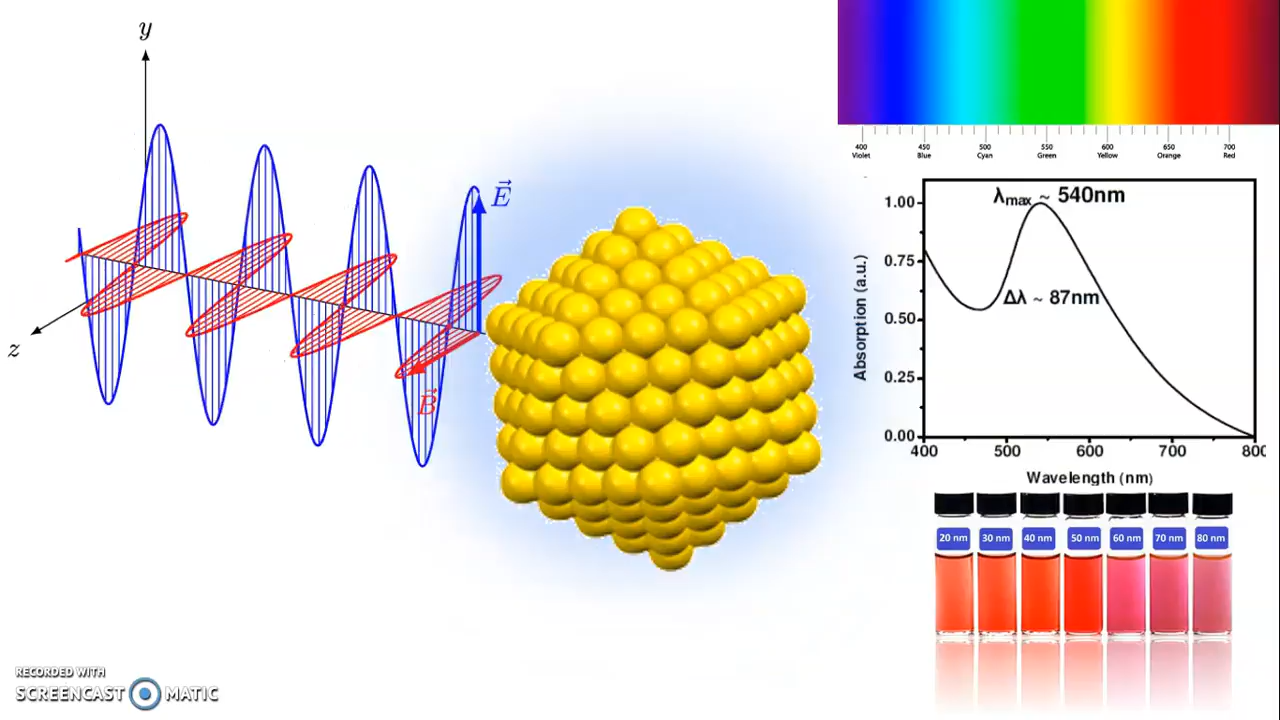 y
z
E
B
400 450 500 550 600 650 700
Violet Blue Cyan Green Yellow Orange Red
λmax ~ 540nm
Δλ ~ 87nm
Absorption (a.u.)
1.00
0.75
0.50
0.25
0.00
400 500 600 700 800
Wavelength (nm)
20 nm 30 nm 40 nm 50 nm 60 nm 70 nm 80 nm
RECORDED WITH
SCREENCAST MATIC